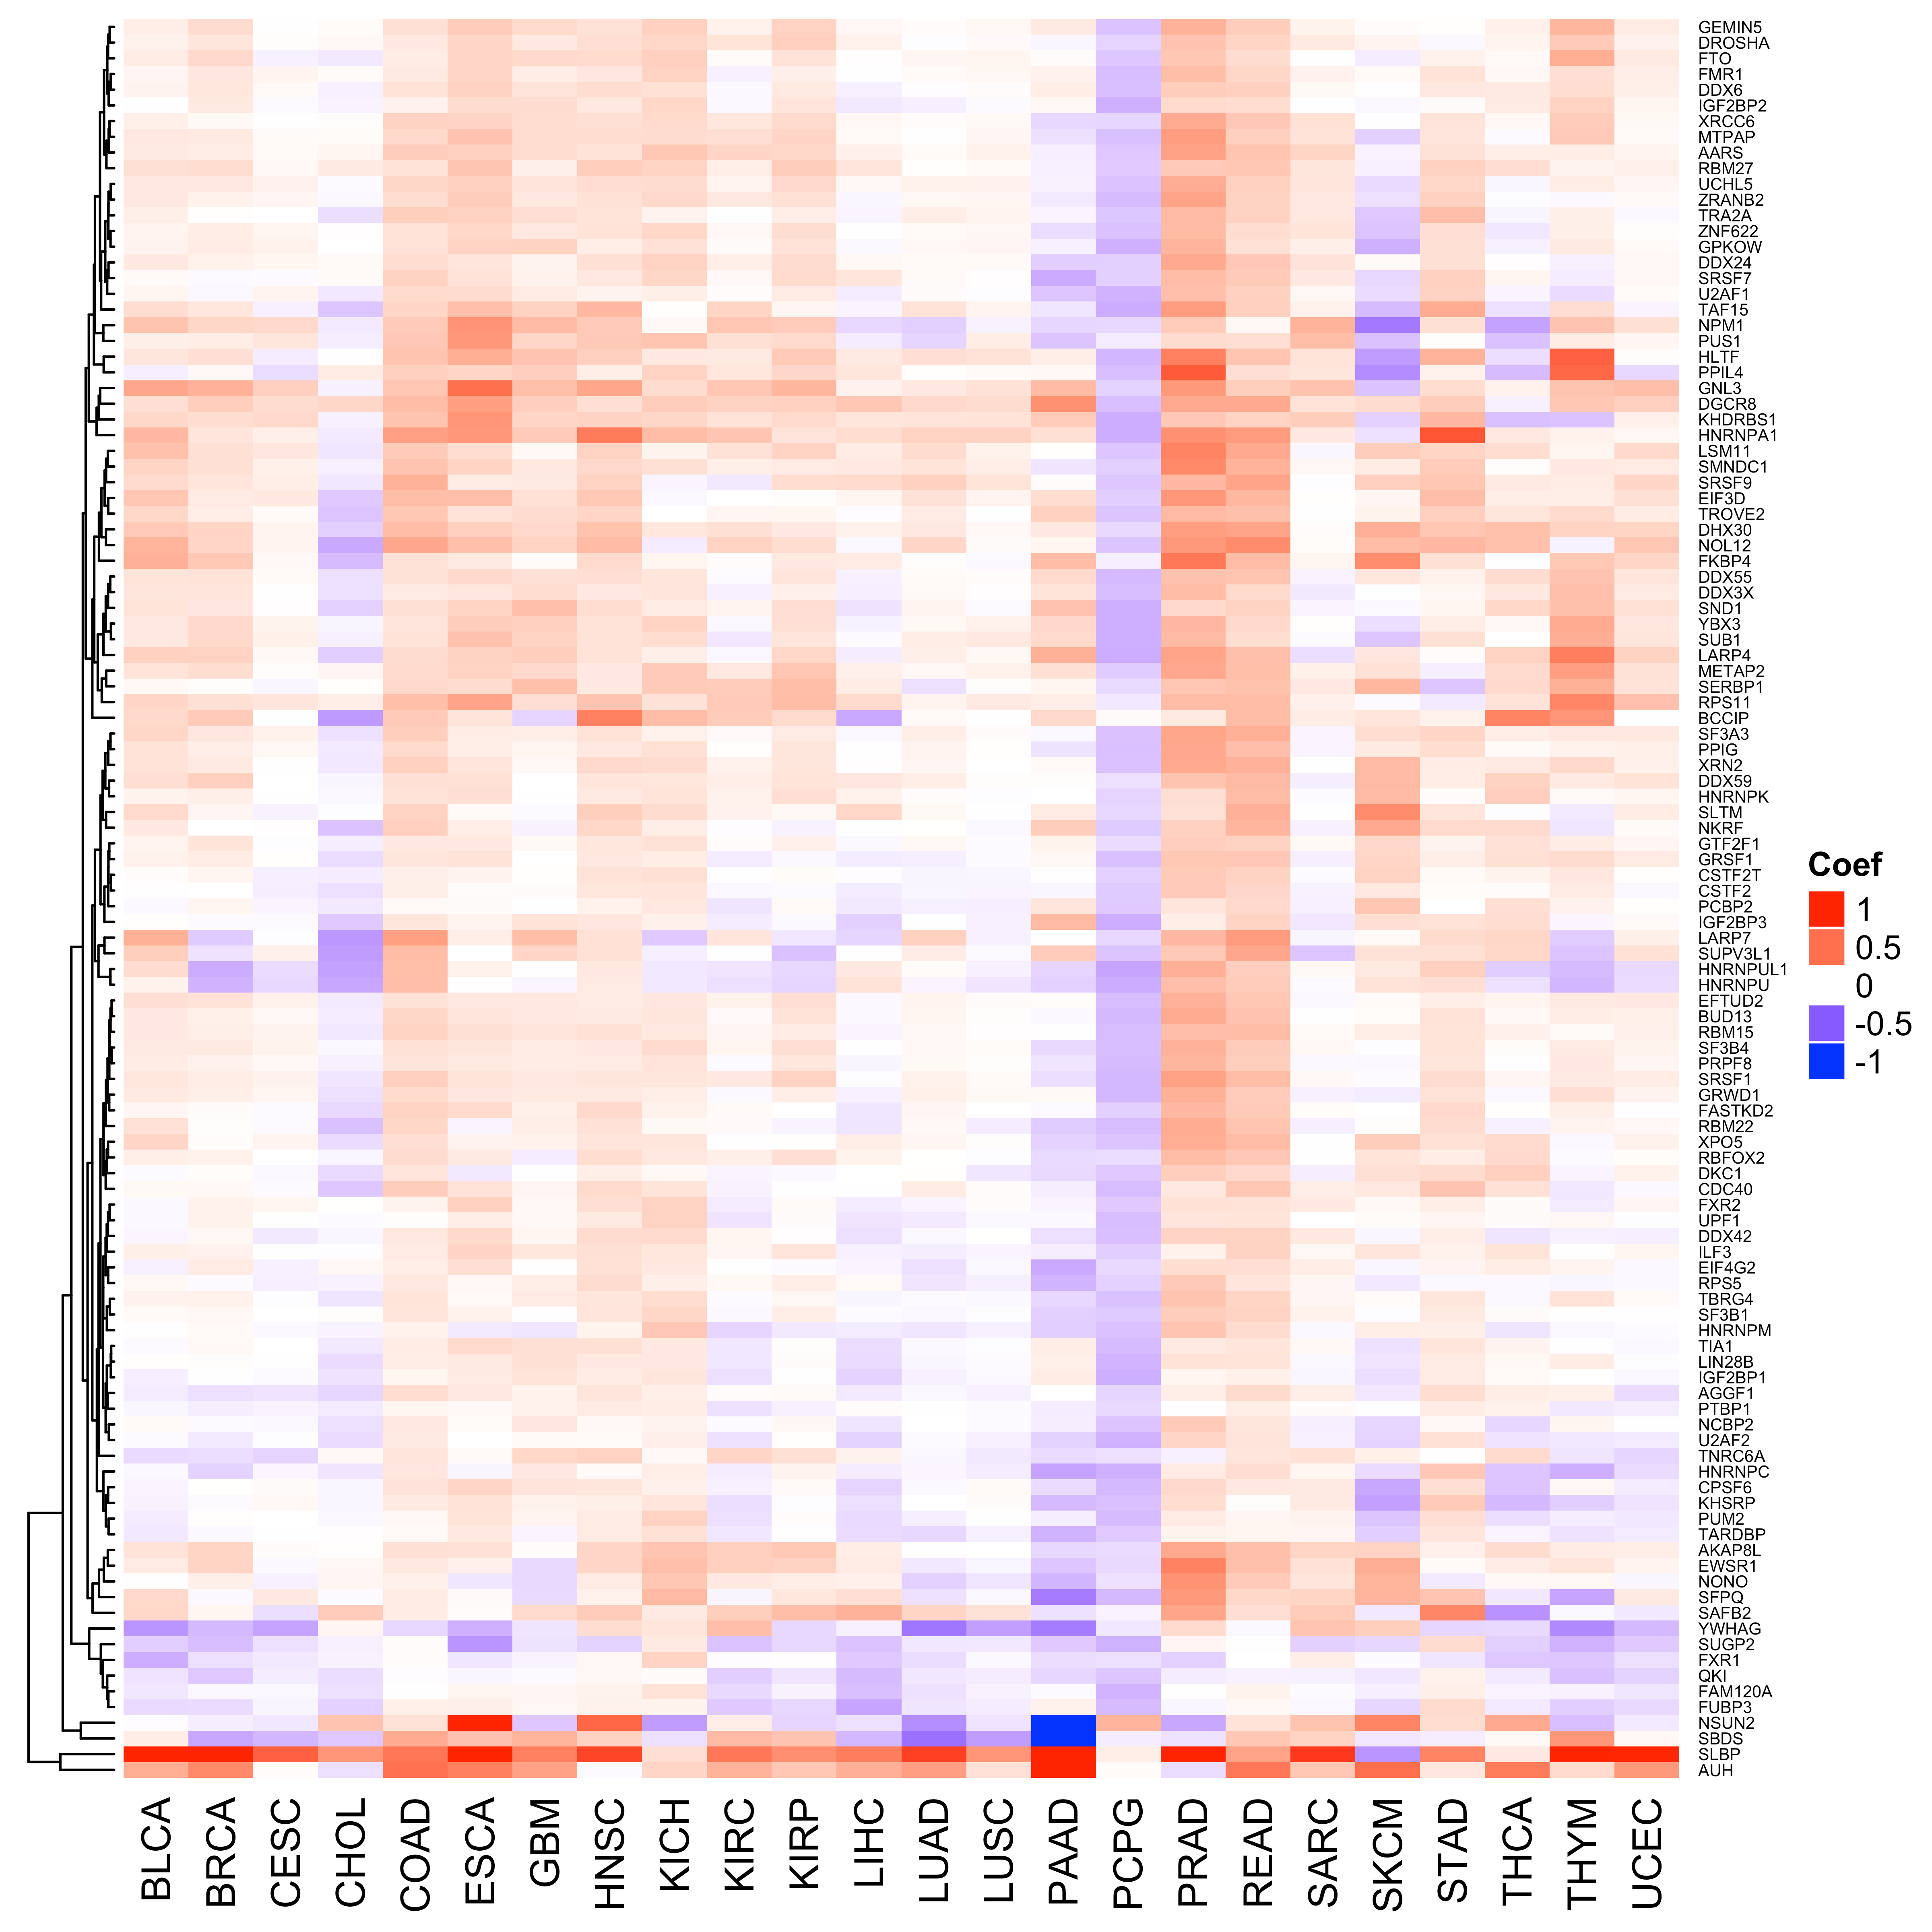 GEMIN5
DROSHA
FTO
FMR1
DDX6
IGF2BP2
XRCC6
MTPAP
AARS
RBM27
UCHL5
ZRANB2
TRA2A
ZNF622
GPKOW
DDX24
SRSF7
U2AF1
TAF15
NPM1
PUS1
HLTF
PPIL4
GNL3
DGCR8
KHDRBS1
HNRNPA1
LSM11
SMNDC1
SRSF9
EIF3D
TROVE2
DHX30
NOL12
FKBP4
DDX55
DDX3X
SND1
YBX3
SUB1
LARP4
METAP2
SERBP1
RPS11
BCCIP
SF3A3
PPIG
XRN2
DDX59
HNRNPK
SLTM
NKRF
GTF2F1
GRSF1
CSTF2T
CSTF2
PCBP2
IGF2BP3
LARP7
SUPV3L1
HNRNPUL1
HNRNPU
EFTUD2
BUD13
RBM15
SF3B4
PRPF8
SRSF1
GRWD1
FASTKD2
RBM22
XPO5
RBFOX2
DKC1
CDC40
FXR2
UPF1
DDX42
ILF3
EIF4G2
RPS5
TBRG4
SF3B1
HNRNPM
TIA1
LIN28B
IGF2BP1
AGGF1
PTBP1
NCBP2
U2AF2
TNRC6A
HNRNPC
CPSF6
KHSRP
PUM2
TARDBP
AKAP8L
EWSR1
NONO
SFPQ
SAFB2
YWHAG
SUGP2
FXR1
QKI
FAM120A
FUBP3
NSUN2
SBDS
SLBP
AUH
Coef
1
0.5
0
-0.5
-1
BLCA
BRCA
CESC
CHOL
COAD
ESCA
GBM
HNSC
KICH
KIRC
KIRP
LIHC
LUAD
LUSC
PAAD
PCPG
PRAD
READ
SARC
SKCM
STAD
THCA
THYM
UCEC